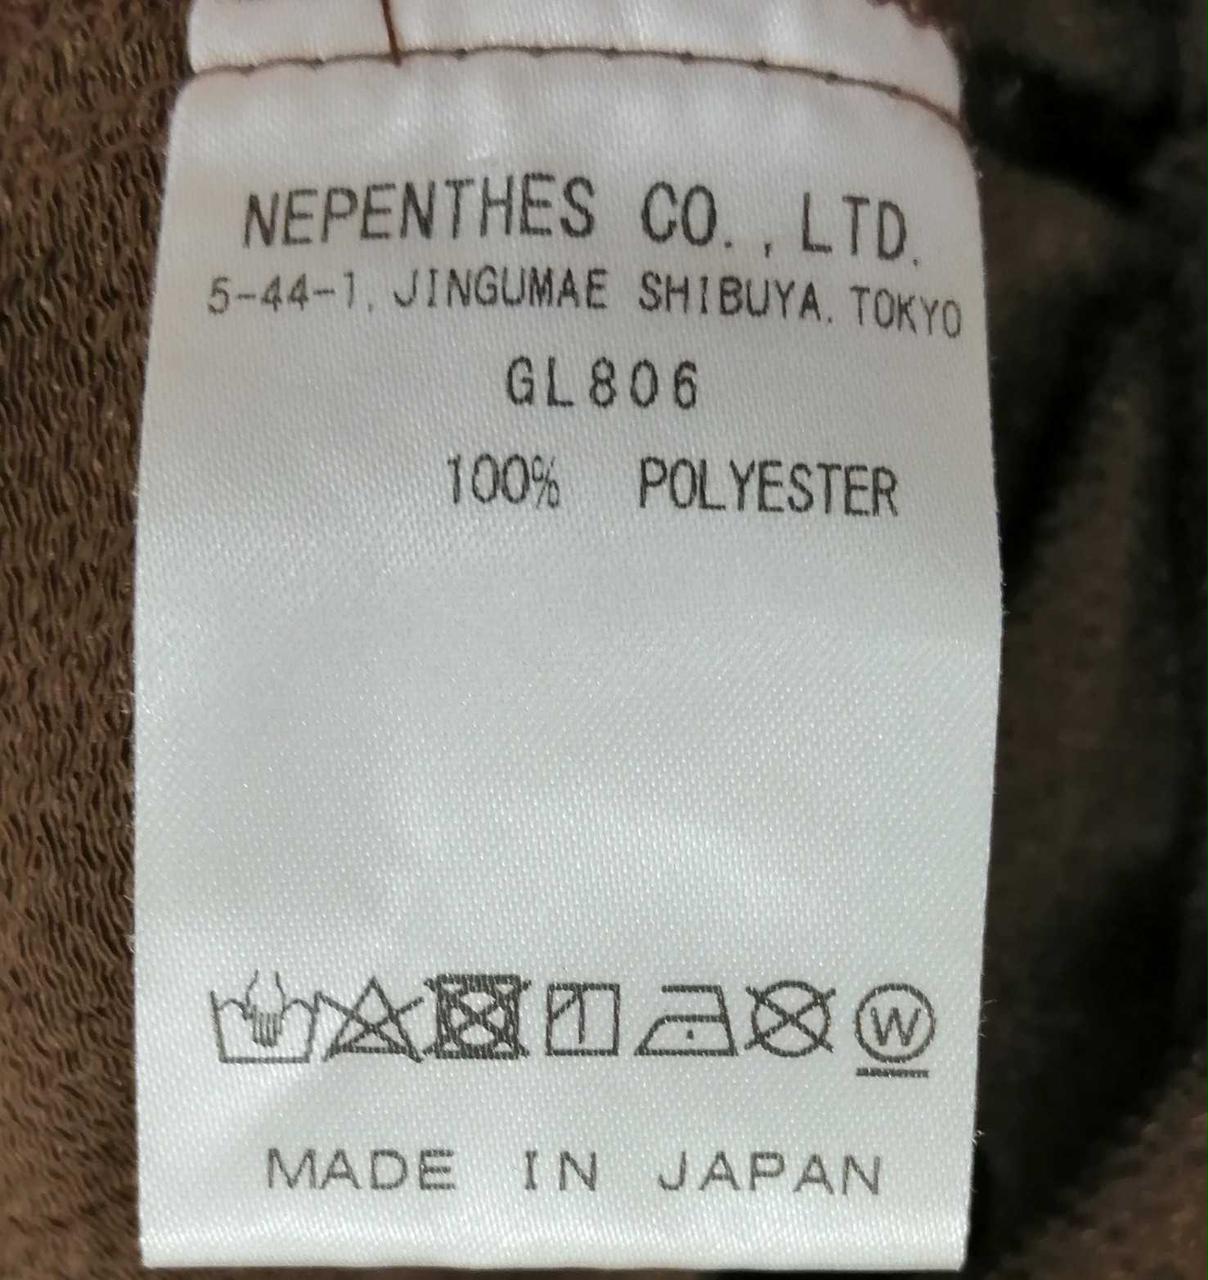 NEPENTHES CO., LTD.
5-44-1, JINGUMAE SHIBUYA, TOKYO
GL806
100% POLYESTER
W
MADE IN JAPAN